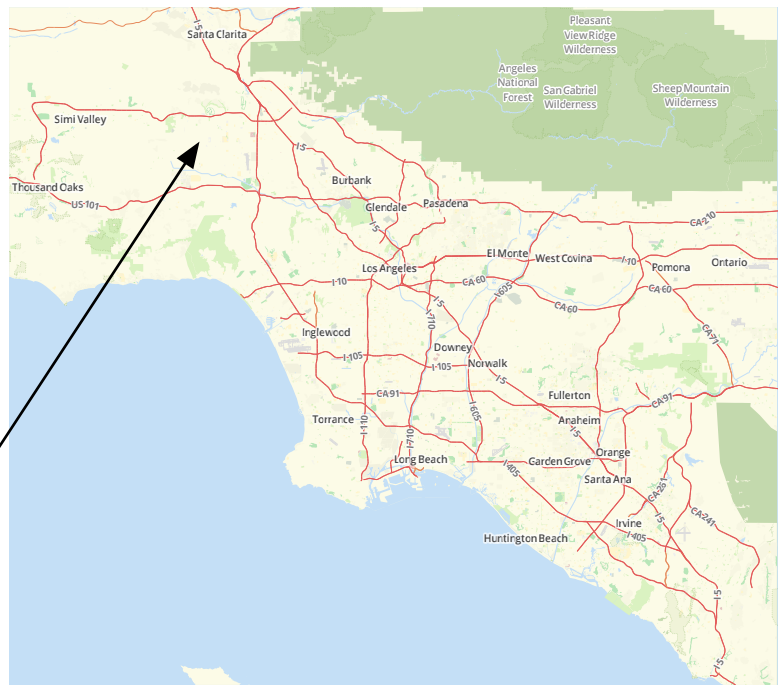 Pleasant
View Ridge
Wilderness
I-5
Santa Clarita
Angeles
National
Forest
San Gabriel
Wilderness
Sheep Mountain
Wilderness
Simi Valley
I-5
Burbank
Thousand Oaks
US 101
Glendale
Pasadena
CA 210
I-5
El Monte
West Covina
I-10
Pomona
Ontario
Los Angeles
I-10
CA 60
I-605
CA 60
CA 60
I-5
I-710
Inglewood
CA 71
Downey
I-105
I-105
Norwalk
I-5
CA 91
Fullerton
CA 91
I-605
Torrance
I-110
I-710
Anaheim
I-5
Orange
Long Beach
I-405
Garden Grove
Santa Ana
CA 261
CA 241
Irvine
I-5
Huntington Beach
I-405
I-5
I-5